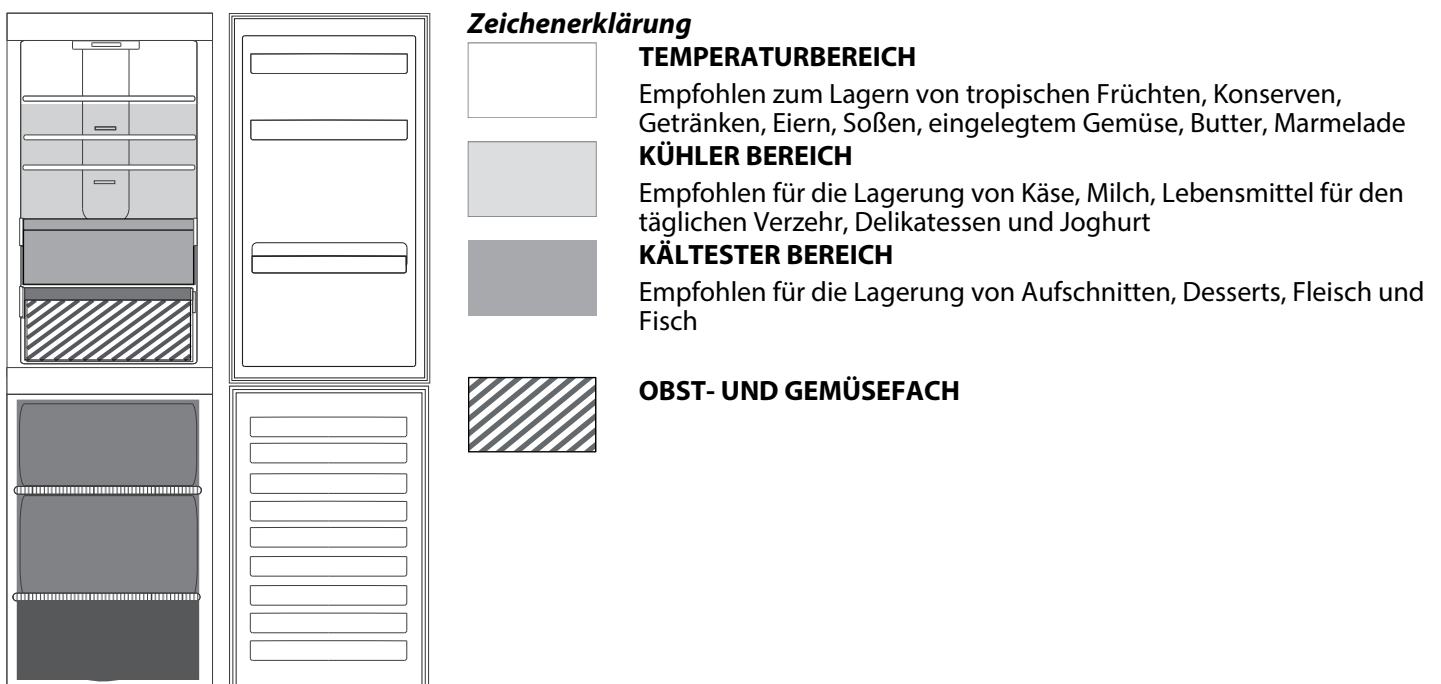 Zeichenerklärung
TEMPERATURBEREICH
Empfohlen zum Lagern von tropischen Früchten, Konserven,
Getränken, Eiern, Soßen, eingelegtem Gemüse, Butter, Marmelade
KÜHLER BEREICH
Empfohlen für die Lagerung von Käse, Milch, Lebensmittel für den
täglichen Verzehr, Delikatessen und Joghurt
KÄLTESTER BEREICH
Empfohlen für die Lagerung von Aufschnitten, Desserts, Fleisch und
Fisch
OBST- UND GEMÜSEFACH